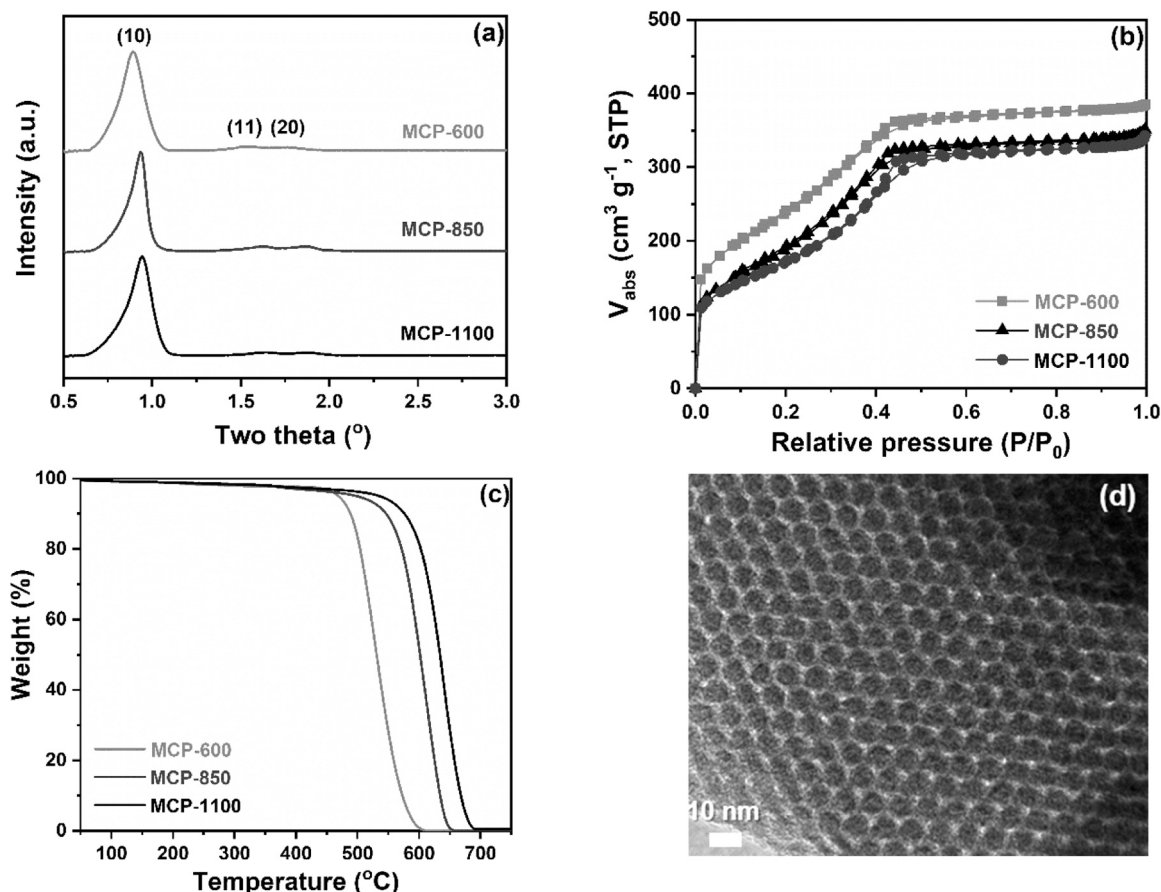 (a)
(10)
(11) (20)
MCP-600
MCP-850
MCP-1100
Intensity (a.u.)
0.5 1.0 1.5 2.0 2.5 3.0
Two theta (°)
(b)
500
400
300
200
100
0
V_abs (cm³ g⁻¹, STP)
MCP-600
MCP-850
MCP-1100
0.0 0.2 0.4 0.6 0.8 1.0
Relative pressure (P/P₀)
(c)
100
80
60
40
20
0
Weight (%)
MCP-600
MCP-850
MCP-1100
100 200 300 400 500 600 700
Temperature (°C)
(d)
10 nm